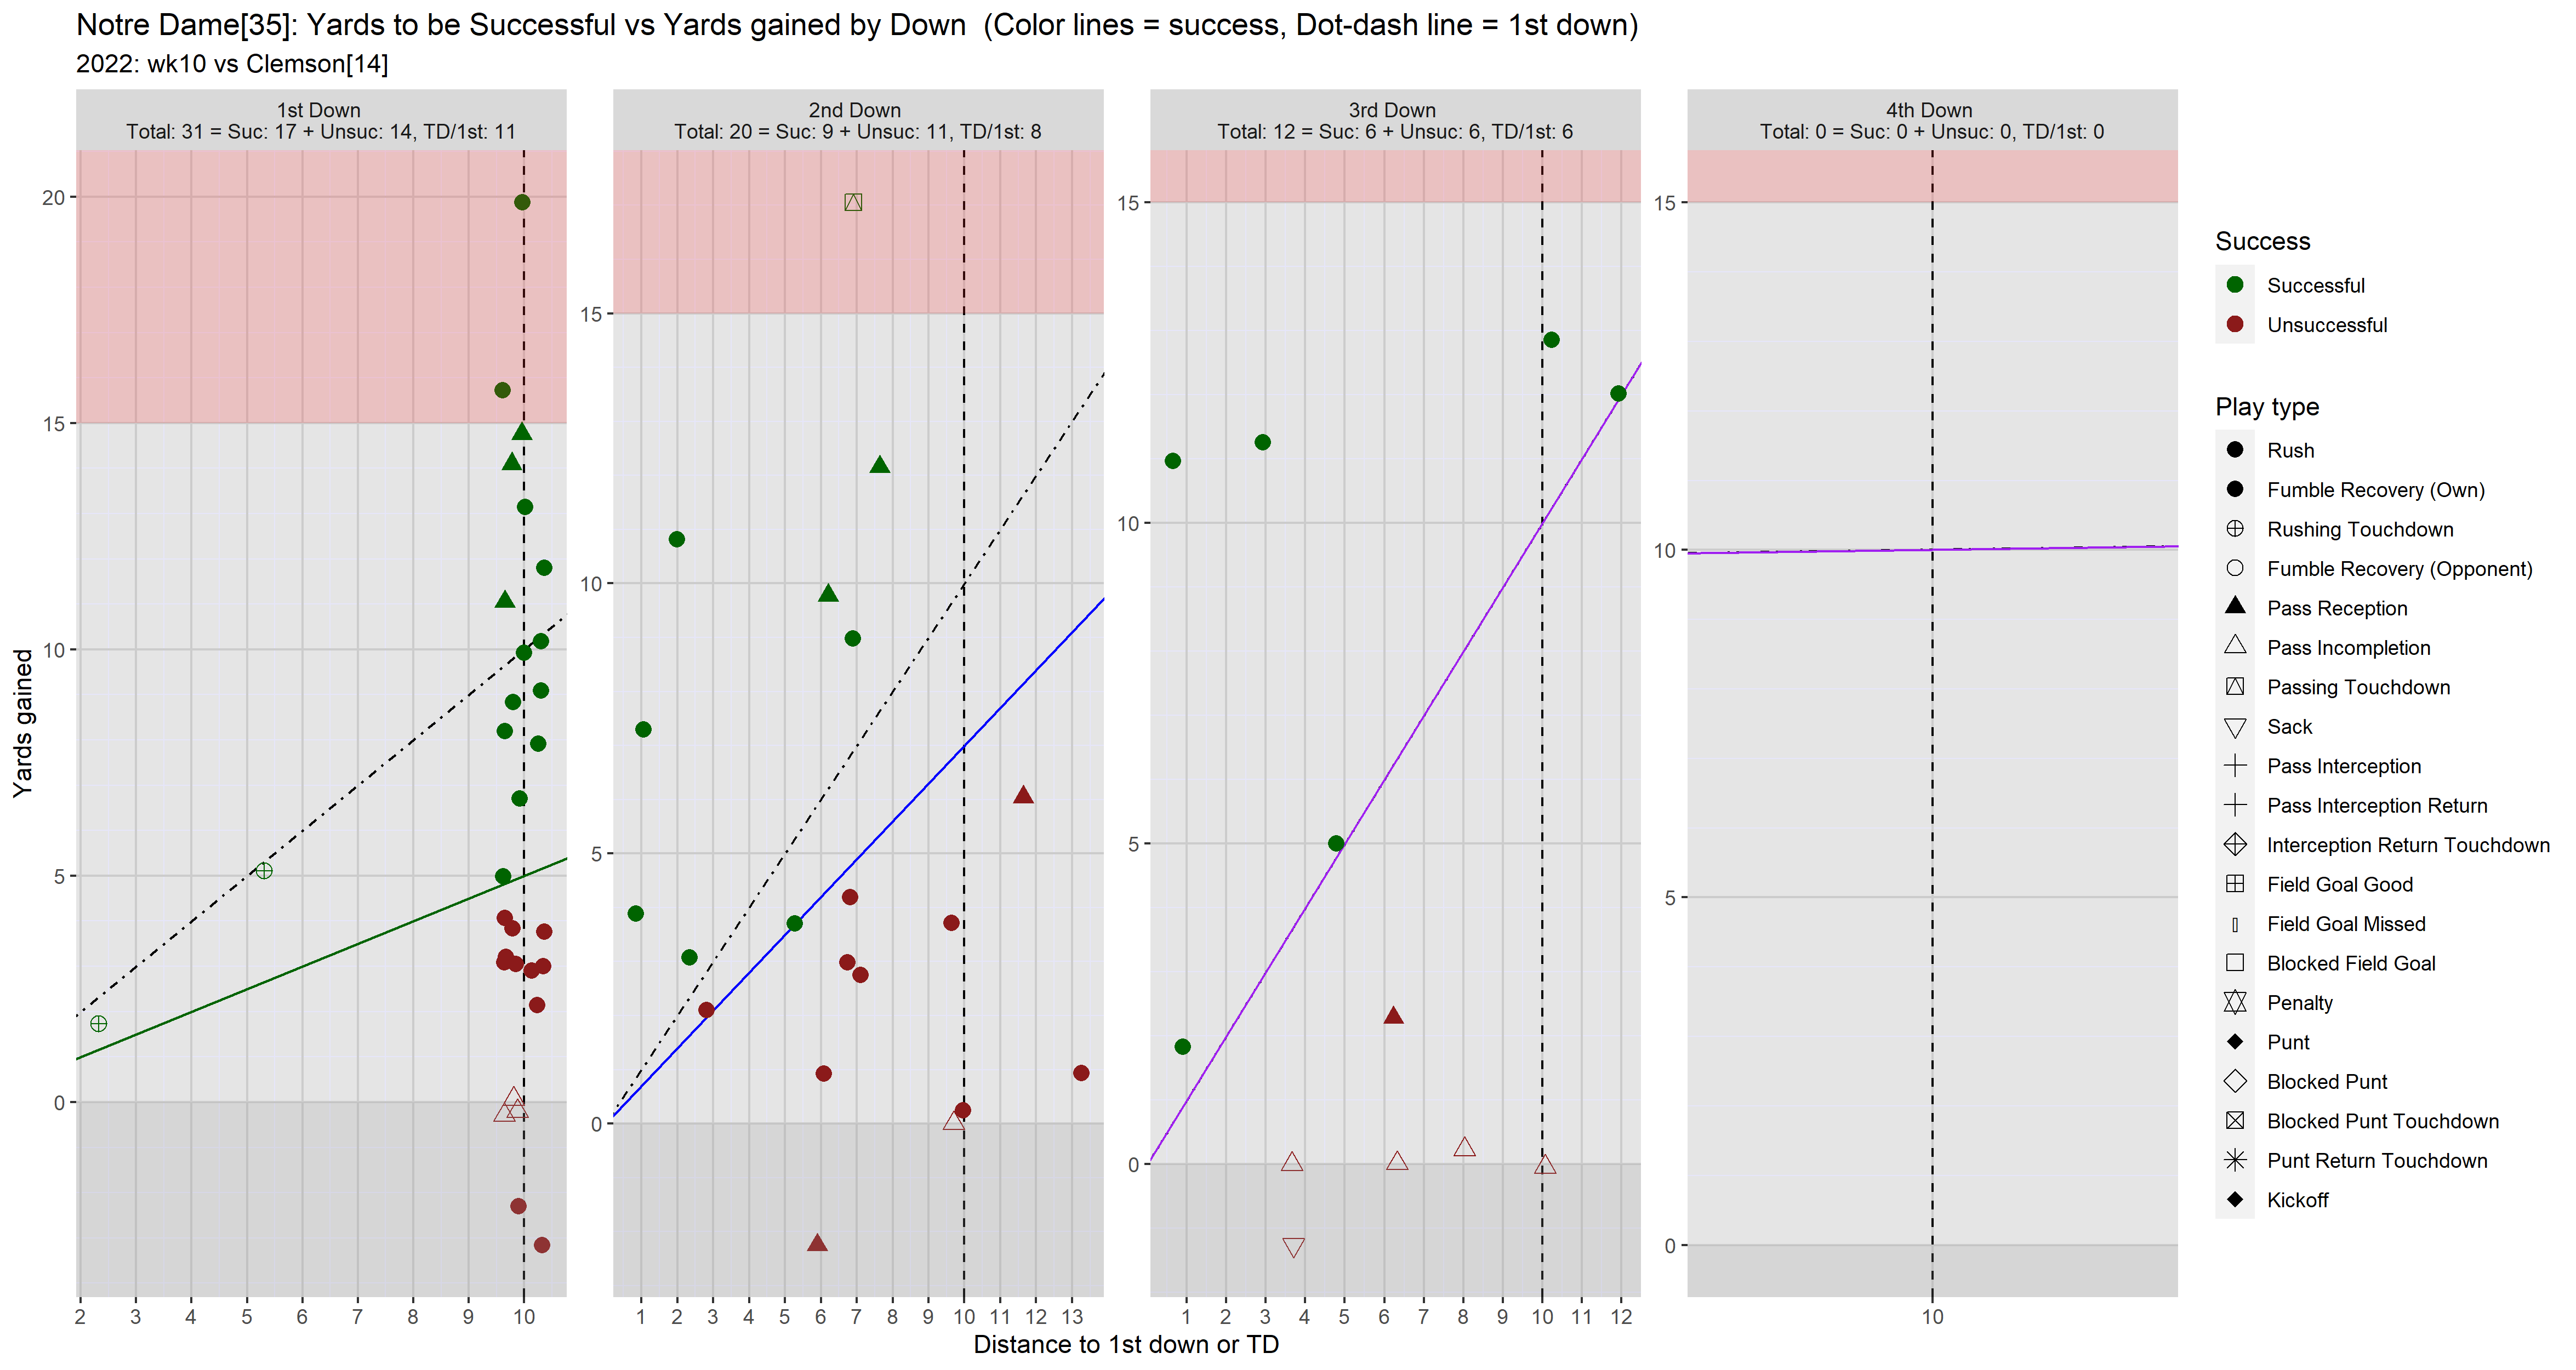 Notre Dame[35]: Yards to be Successful vs Yards gained by Down  (Color lines = success, Dot-dash line = 1st down)
2022: wk10 vs Clemson[14]
1st Down
Total: 31 = Suc: 17 + Unsuc: 14, TD/1st: 11
2nd Down
Total: 20 = Suc: 9 + Unsuc: 11, TD/1st: 8
3rd Down
Total: 12 = Suc: 6 + Unsuc: 6, TD/1st: 6
4th Down
Total: 0 = Suc: 0 + Unsuc: 0, TD/1st: 0
Yards gained
20
15
10
5
0
15
10
5
0
15
10
5
0
15
10
5
0
2 3 4 5 6 7 8 9 10
1 2 3 4 5 6 7 8 9 10 11 12 13
1 2 3 4 5 6 7 8 9 10 11 12
10
Distance to 1st down or TD
Success
Successful
Unsuccessful
Play type
Rush
Fumble Recovery (Own)
Rushing Touchdown
Fumble Recovery (Opponent)
Pass Reception
Pass Incompletion
Passing Touchdown
Sack
Pass Interception
Pass Interception Return
Interception Return Touchdown
Field Goal Good
Field Goal Missed
Blocked Field Goal
Penalty
Punt
Blocked Punt
Blocked Punt Touchdown
Punt Return Touchdown
Kickoff